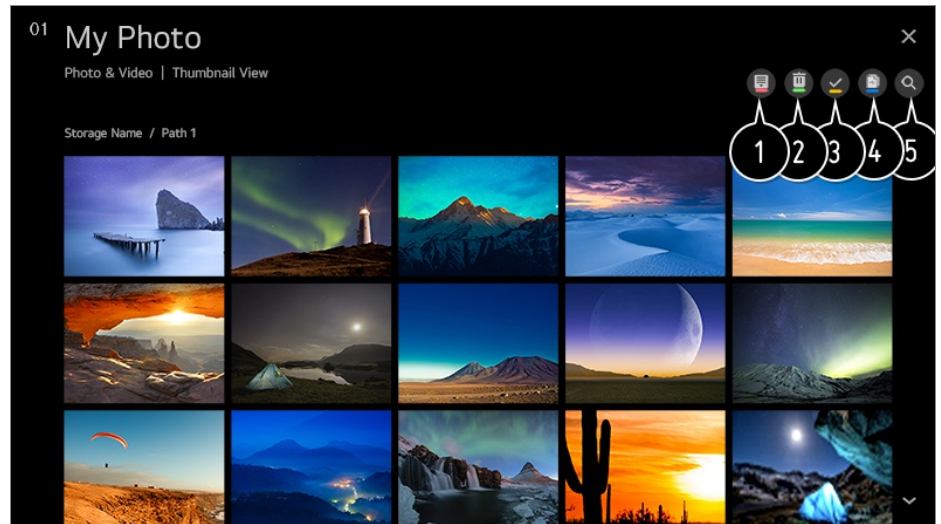 01
My Photo
Photo & Video | Thumbnail View
Storage Name / Path 1
1 2 3 4 5